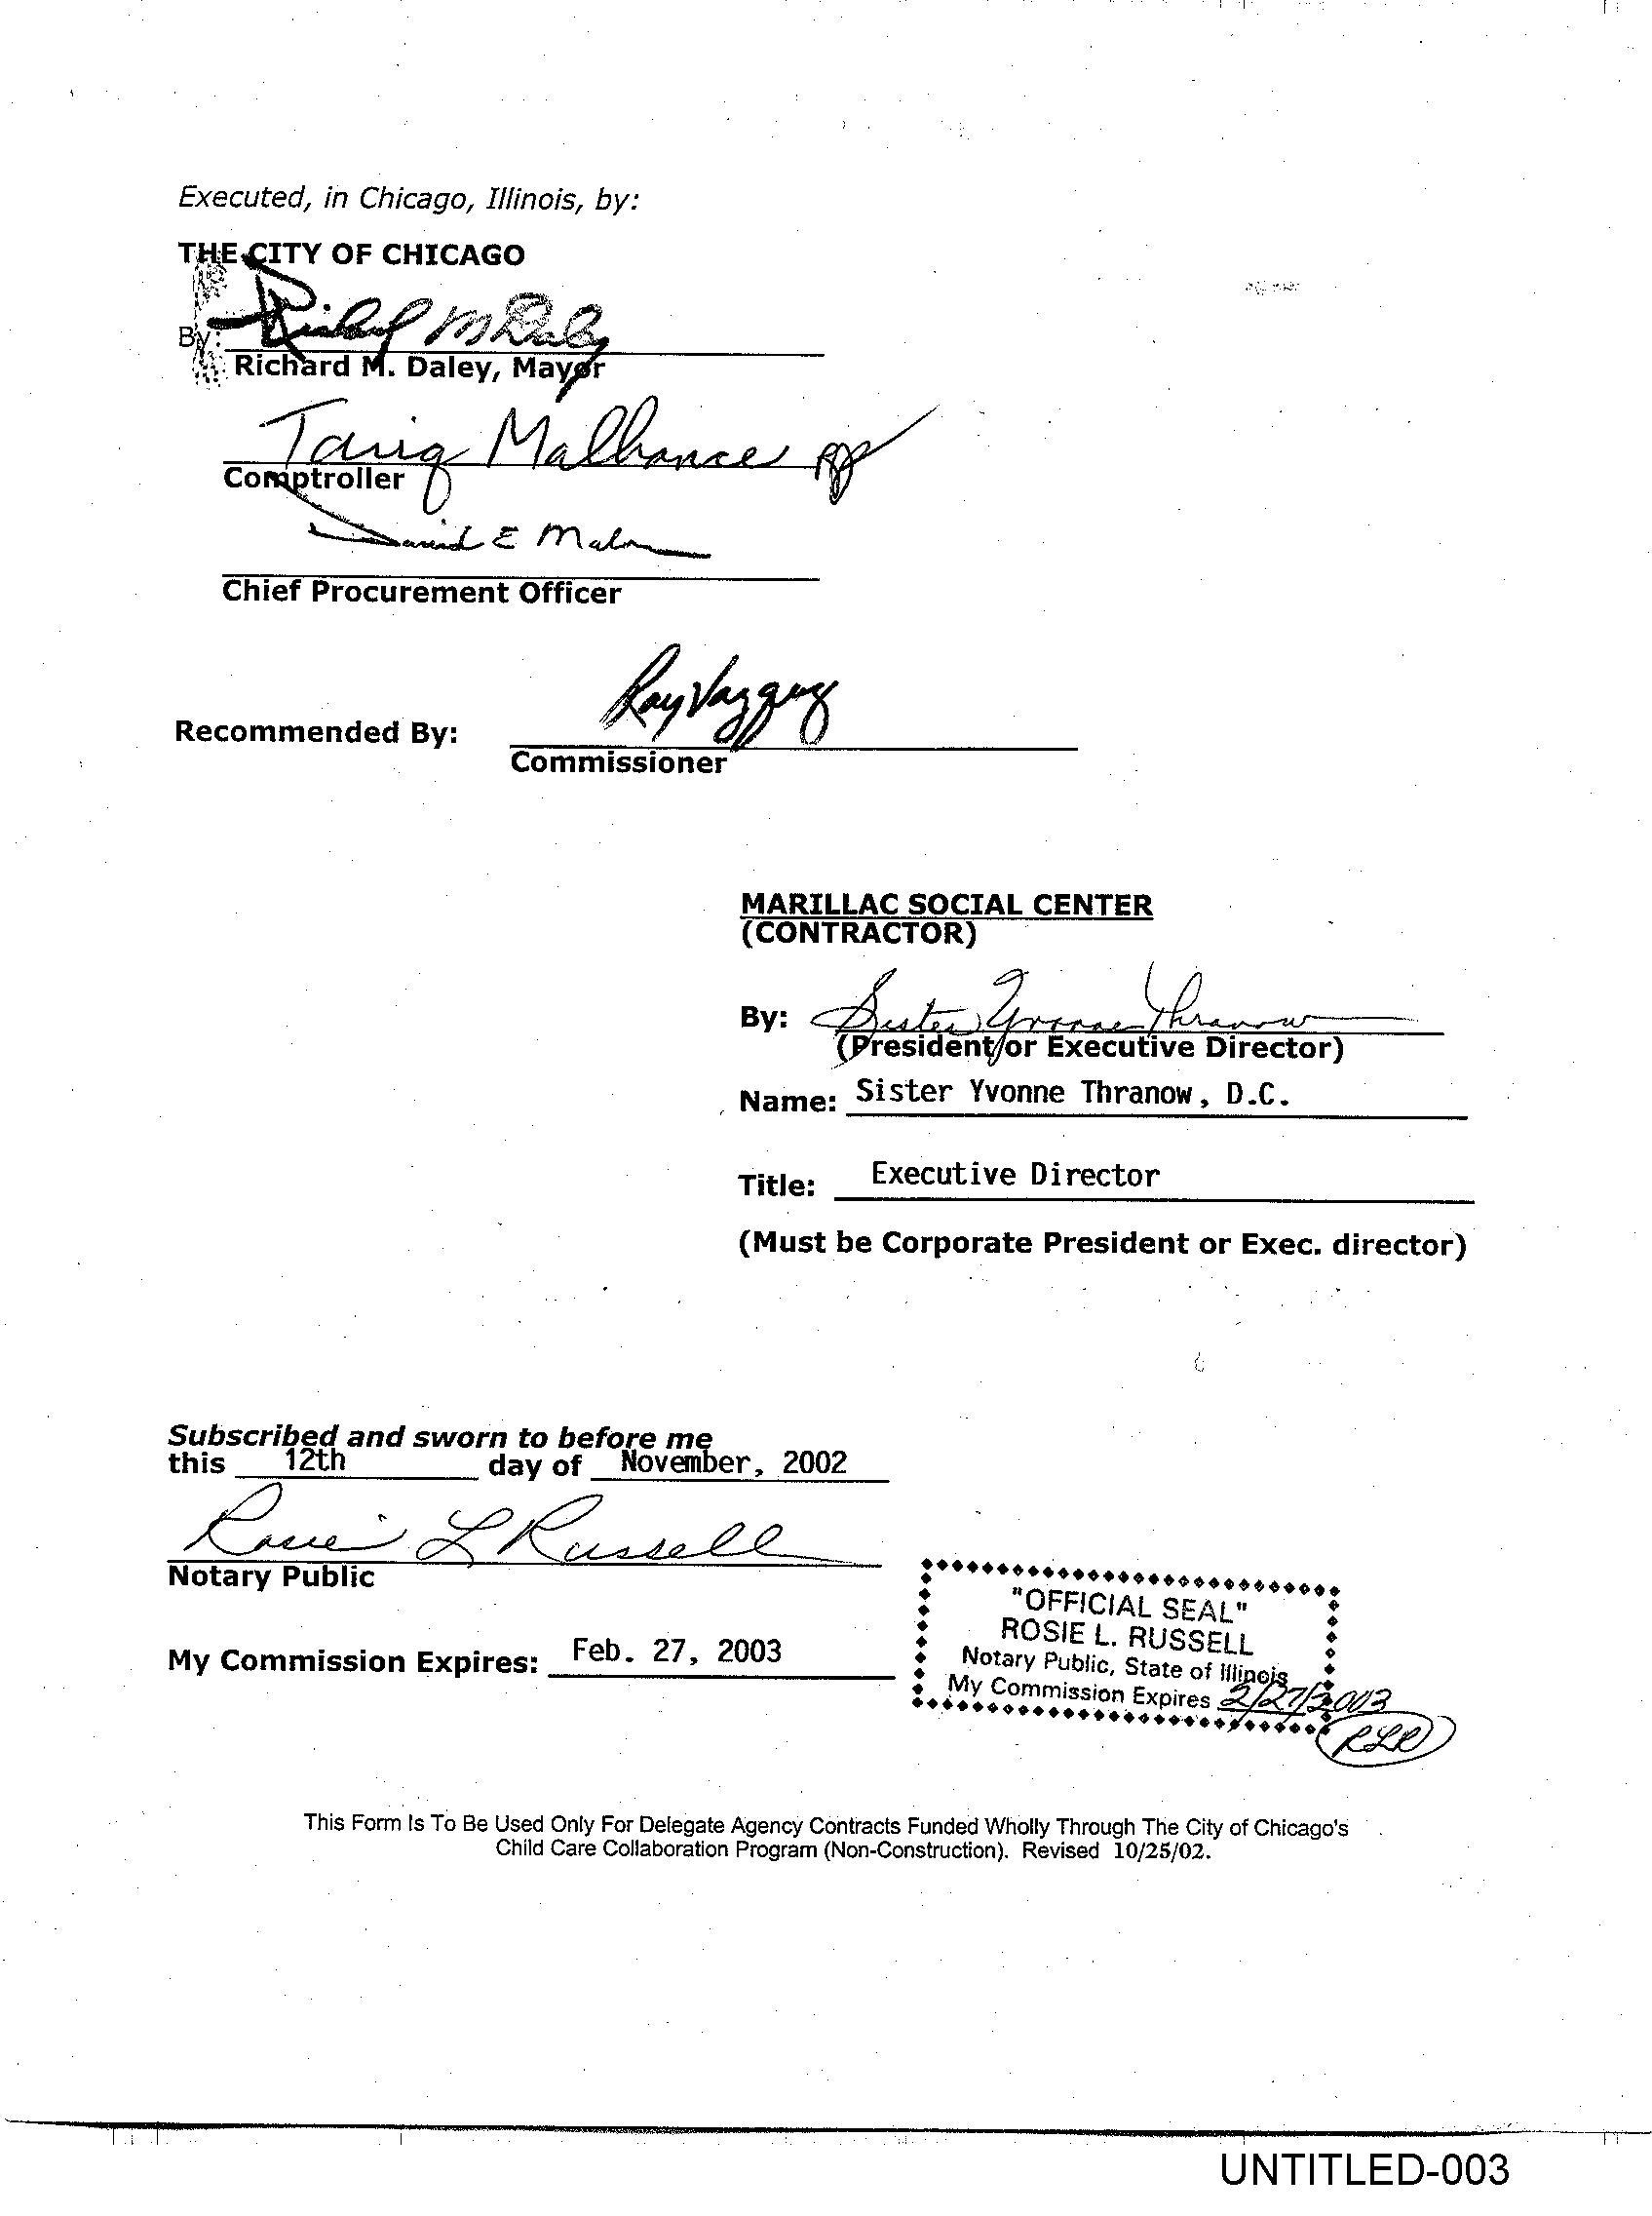 Executed, in Chicago, Illinois, by:
THE CITY OF CHICAGO
By: Richard M Daley
Richard M. Daley, Mayor
Tariq Malhance
Comptroller
David E Malone
Chief Procurement Officer
Ray Vazquez
Recommended By:
Commissioner
MARILLAC SOCIAL CENTER
(CONTRACTOR)
By: Sister Yvonne Thranow
(President or Executive Director)
Name: Sister Yvonne Thranow, D.C.
Title: Executive Director
(Must be Corporate President or Exec. director)
Subscribed and sworn to before me
this 12th day of November, 2002
Rosie L Russell
Notary Public
"OFFICIAL SEAL"
ROSIE L. RUSSELL
Notary Public, State of Illinois
My Commission Expires 2/27/2003
RLR
My Commission Expires: Feb. 27, 2003
This Form Is To Be Used Only For Delegate Agency Contracts Funded Wholly Through The City of Chicago's
Child Care Collaboration Program (Non-Construction). Revised 10/25/02.
UNTITLED-003